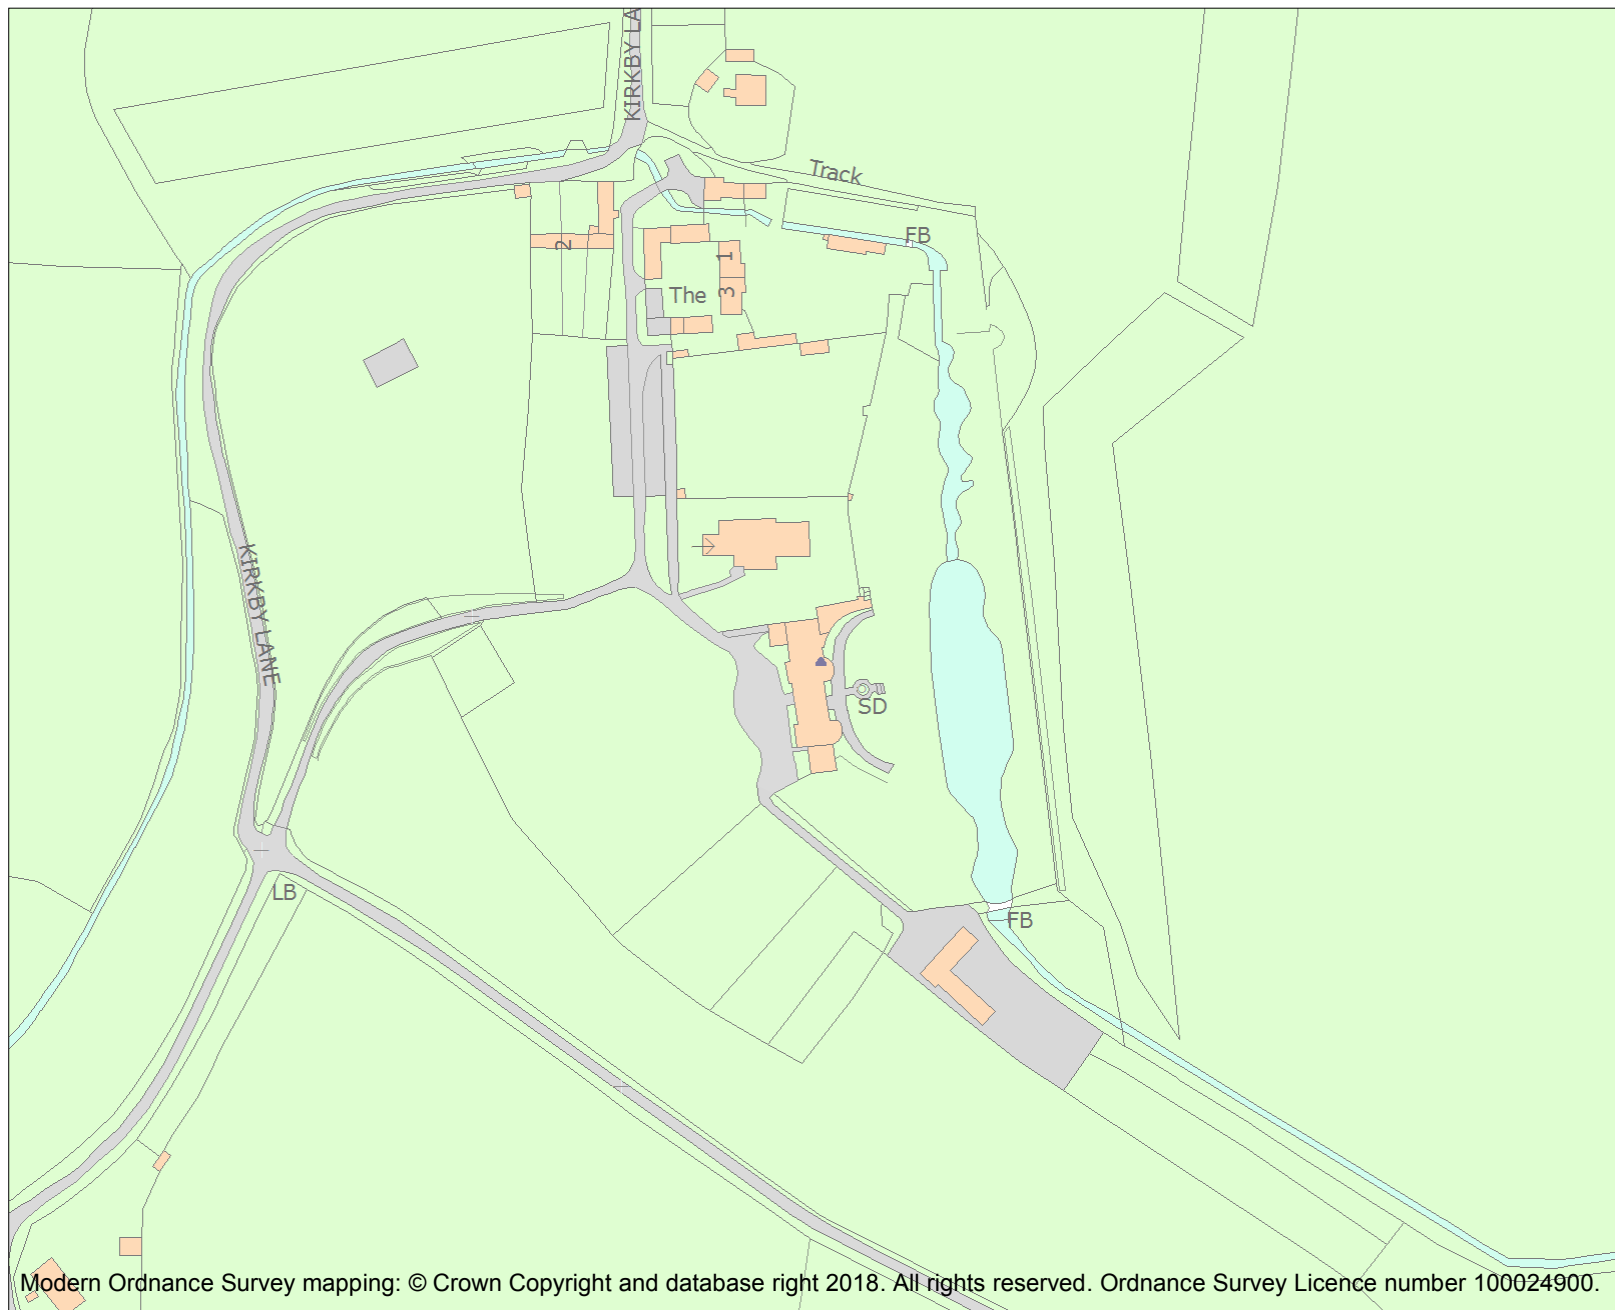 KIRKBY LA
Track
FB
2
1
The
3
KIRKBY LANE
SD
LB
FB
Modern Ordnance Survey mapping: © Crown Copyright and database right 2018. All rights reserved. Ordnance Survey Licence number 100024900.